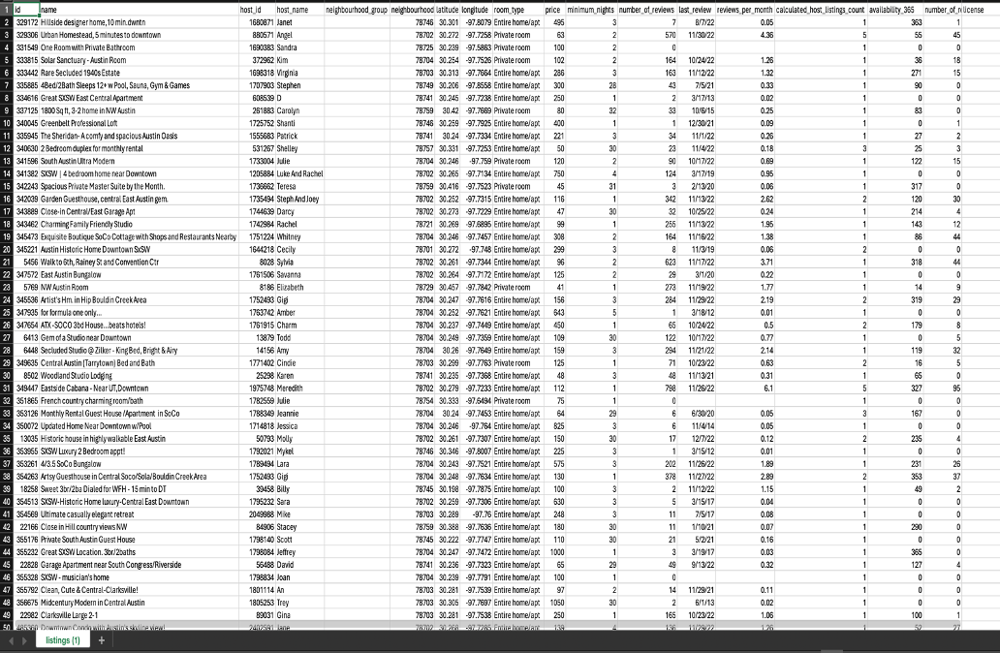 id name host_id host_name neighbourhood_group neighbourhood latitude longitude room_type price minimum_nights number_of_reviews last_review reviews_per_month calculated_host_listings_count availability_365 number_of_r license
2 329172 Hillside designer home,10 min.dwntn 1680871 Janet 78746 30.301 -97.8079 Entire home/apt 495 3 7 8/7/22 0.05 1 363 1
3 329306 Urban Homestead, 5 minutes to downtown 880571 Angel 78702 30.272 -97.7258 Private room 63 2 570 11/30/22 4.36 5 55 45
4 331549 One Room with Private Bathroom 1690383 Sandra 78725 30.235 -97.5925 Private room 100 1 0 1 0 0
5 333815 Solar Sanctuary - Austin Room 372962 Kim 78704 30.254 -97.7526 Private room 102 2 164 10/24/22 1.26 1 36 18
6 333442 Rare Secluded 1940s Estate 1698318 Virginia 78703 30.313 -97.7664 Entire home/apt 286 3 163 11/12/22 1.32 1 271 15
7 335885 4Bed/2Bath Sleeps 12+ w Pool, Sauna, Gym & Games 1707903 Stephen 78749 30.206 -97.8558 Entire home/apt 300 28 43 7/5/21 0.33 1 90 0
8 334616 Great SXSW East Central Apartment 608539 D 78741 30.245 -97.7238 Entire home/apt 250 1 2 3/17/13 0.02 1 0 0
9 337125 1800 Sq ft, 3-2 home in NW Austin 261883 Carolyn 78759 30.42 -97.7669 Private room 80 32 33 10/6/15 0.25 1 83 0
10 340045 Greenbelt Professional Loft 1725752 Shanti 78746 30.259 -97.7925 Entire home/apt 400 1 1 12/30/21 0.09 1 0 1
11 335945 The Sheridan- A comfy and spacious Austin Oasis 1555683 Patrick 78741 30.24 -97.7334 Entire home/apt 221 3 34 11/1/22 0.26 1 27 2
12 340630 2 Bedroom duplex for monthly rental 531267 Shelley 78757 30.331 -97.7253 Entire home/apt 50 30 23 11/4/22 0.18 3 25 3
13 341596 South Austin Ultra Modern 1733004 Julie 78704 30.246 -97.759 Private room 120 2 90 10/17/22 0.69 1 122 15
14 341382 SXSW | 4 bedroom home near Downtown 1205884 Luke And Rachel 78702 30.265 -97.7134 Entire home/apt 750 4 124 3/17/19 0.95 1 0 0
15 342243 Spacious Private Master Suite by the Month. 1736662 Teresa 78759 30.416 -97.7523 Private room 45 31 3 2/13/20 0.06 1 317 0
16 342039 Garden Guesthouse, central East Austin gem. 1735494 Steph And Joey 78702 30.252 -97.7315 Entire home/apt 116 1 342 11/13/22 2.62 2 120 30
17 343889 Close-in Central/East Garage Apt 1744639 Darcy 78702 30.273 -97.7229 Entire home/apt 47 30 32 10/25/22 0.24 1 214 4
18 343462 Charming Family Friendly Studio 1742984 Rachel 78721 30.269 -97.6895 Entire home/apt 99 1 255 11/13/22 1.95 1 143 12
19 345473 Exquisite Boutique SoCo Cottage with Shops and Restaurants Nearby 1751224 Whitney 78704 30.246 -97.7457 Entire home/apt 308 2 164 11/16/22 1.38 1 86 44
20 345221 Austin Historic Home Downtown SxSW 1644218 Cecily 78701 30.272 -97.748 Entire home/apt 299 3 8 11/3/19 0.06 2 0 0
21 5456 Walk to 6th, Rainey St and Convention Ctr 8028 Sylvia 78702 30.261 -97.7344 Entire home/apt 96 2 623 11/17/22 3.71 1 318 44
22 347572 East Austin Bungalow 1761506 Savanna 78702 30.264 -97.7172 Entire home/apt 125 2 29 3/1/20 0.22 1 0 0
23 5769 NW Austin Room 8186 Elizabeth 78729 30.457 -97.7842 Private room 41 1 273 11/19/22 1.77 1 14 9
24 345536 Artist's Hm. in Hip Bouldin Creek Area 1752493 Gigi 78704 30.247 -97.7616 Entire home/apt 156 3 284 11/29/22 2.19 2 319 29
25 347935 for formula one only... 1763742 Amber 78704 30.252 -97.7621 Entire home/apt 643 5 1 3/18/12 0.01 1 0 0
26 347654 ATX -SOCO 3bd House...beats hotels! 1761915 Charm 78704 30.237 -97.7449 Entire home/apt 450 1 65 10/24/22 0.5 2 179 8
27 6413 Gem of a Studio near Downtown 13879 Todd 78704 30.249 -97.7359 Entire home/apt 109 30 122 10/17/22 0.77 1 0 5
28 6448 Secluded Studio @ Zilker - King Bed, Bright & Airy 14156 Amy 78704 30.26 -97.7649 Entire home/apt 159 3 294 11/21/22 2.14 1 119 32
29 349635 Central Austin (Tarrytown) Bed and Bath 1771402 Cindie 78703 30.299 -97.7763 Private room 125 1 71 10/23/22 0.63 2 16 5
30 8502 Woodland Studio Lodging 25298 Karen 78741 30.235 -97.7368 Entire home/apt 48 3 48 11/13/21 0.31 1 65 0
31 349447 Eastside Cabana - Near UT,Downtown 1975748 Meredith 78702 30.279 -97.7233 Entire home/apt 112 1 798 11/26/22 6.1 5 327 95
32 351865 French country charming room/bath 1782559 Julie 78754 30.333 -97.6494 Private room 75 1 0 1 0 0
33 353126 Monthly Rental Guest House /Apartment in SoCo 1788349 Jeannie 78704 30.24 -97.7453 Entire home/apt 64 29 6 6/30/20 0.05 3 167 0
34 350072 Updated Home Near Downtown w/Pool 1714818 Jessica 78704 30.246 -97.764 Entire home/apt 825 3 6 11/4/14 0.05 1 0 0
35 13035 Historic house in highly walkable East Austin 50793 Molly 78702 30.261 -97.7307 Entire home/apt 150 30 17 12/7/22 0.12 2 235 4
36 353955 SXSW Luxury 2 Bedroom appt! 1792021 Mykel 78746 30.346 -97.8007 Entire home/apt 225 3 1 3/15/12 0.01 1 0 0
37 353261 4/3.5 SoCo Bungalow 1789494 Lara 78704 30.243 -97.7521 Entire home/apt 575 3 202 11/26/22 1.89 1 231 26
38 354263 Artsy Guesthouse in Central Soco/Sola/Bouldin Creek Area 1752493 Gigi 78704 30.248 -97.7634 Entire home/apt 130 1 378 11/27/22 2.89 2 353 37
39 18258 Sweet 3br/2ba Dialed for WFH - 15 min to DT 39458 Billy 78745 30.198 -97.7875 Entire home/apt 100 3 2 11/12/22 1.15 1 49 2
40 354513 SXSW-Historic Home luxury-Central East Downtown 1795232 Sara 78702 30.259 -97.7306 Entire home/apt 630 3 5 3/15/17 0.04 1 0 0
41 354569 Ultimate casually elegant retreat 2049988 Mike 78703 30.289 -97.76 Entire home/apt 248 3 11 7/5/17 0.08 1 0 0
42 22166 Close in Hill country views NW 84906 Stacey 78759 30.388 -97.7636 Entire home/apt 180 30 11 1/10/21 0.07 1 290 0
43 355176 Private South Austin Guest House 1798140 Scott 78745 30.222 -97.7747 Entire home/apt 110 30 21 5/2/21 0.16 1 0 0
44 355232 Great SXSW Location. 3br/2baths 1798084 Jeffrey 78704 30.247 -97.7472 Entire home/apt 1000 1 3 3/19/17 0.03 1 365 0
45 22828 Garage Apartment near South Congress/Riverside 56488 David 78741 30.236 -97.7323 Entire home/apt 65 29 49 9/13/22 0.32 1 127 4
46 355328 SXSW - musician's home 1798834 Joan 78704 30.239 -97.7791 Entire home/apt 100 1 0 1 0 0
47 355792 Clean, Cute & Central-Clarksville! 1801114 An 78703 30.281 -97.7539 Entire home/apt 97 2 14 11/29/21 0.11 1 0 0
48 356675 Midcentury Modern in Central Austin 1805253 Trey 78703 30.305 -97.7697 Entire home/apt 1050 30 2 6/1/13 0.02 1 0 0
49 22982 Clarksville Large 2-1 89031 Gina 78703 30.281 -97.7538 Entire home/apt 250 1 165 10/23/22 1.06 1 100 1
50 Downtown Condo with Austin's skyline view!
listings (1)